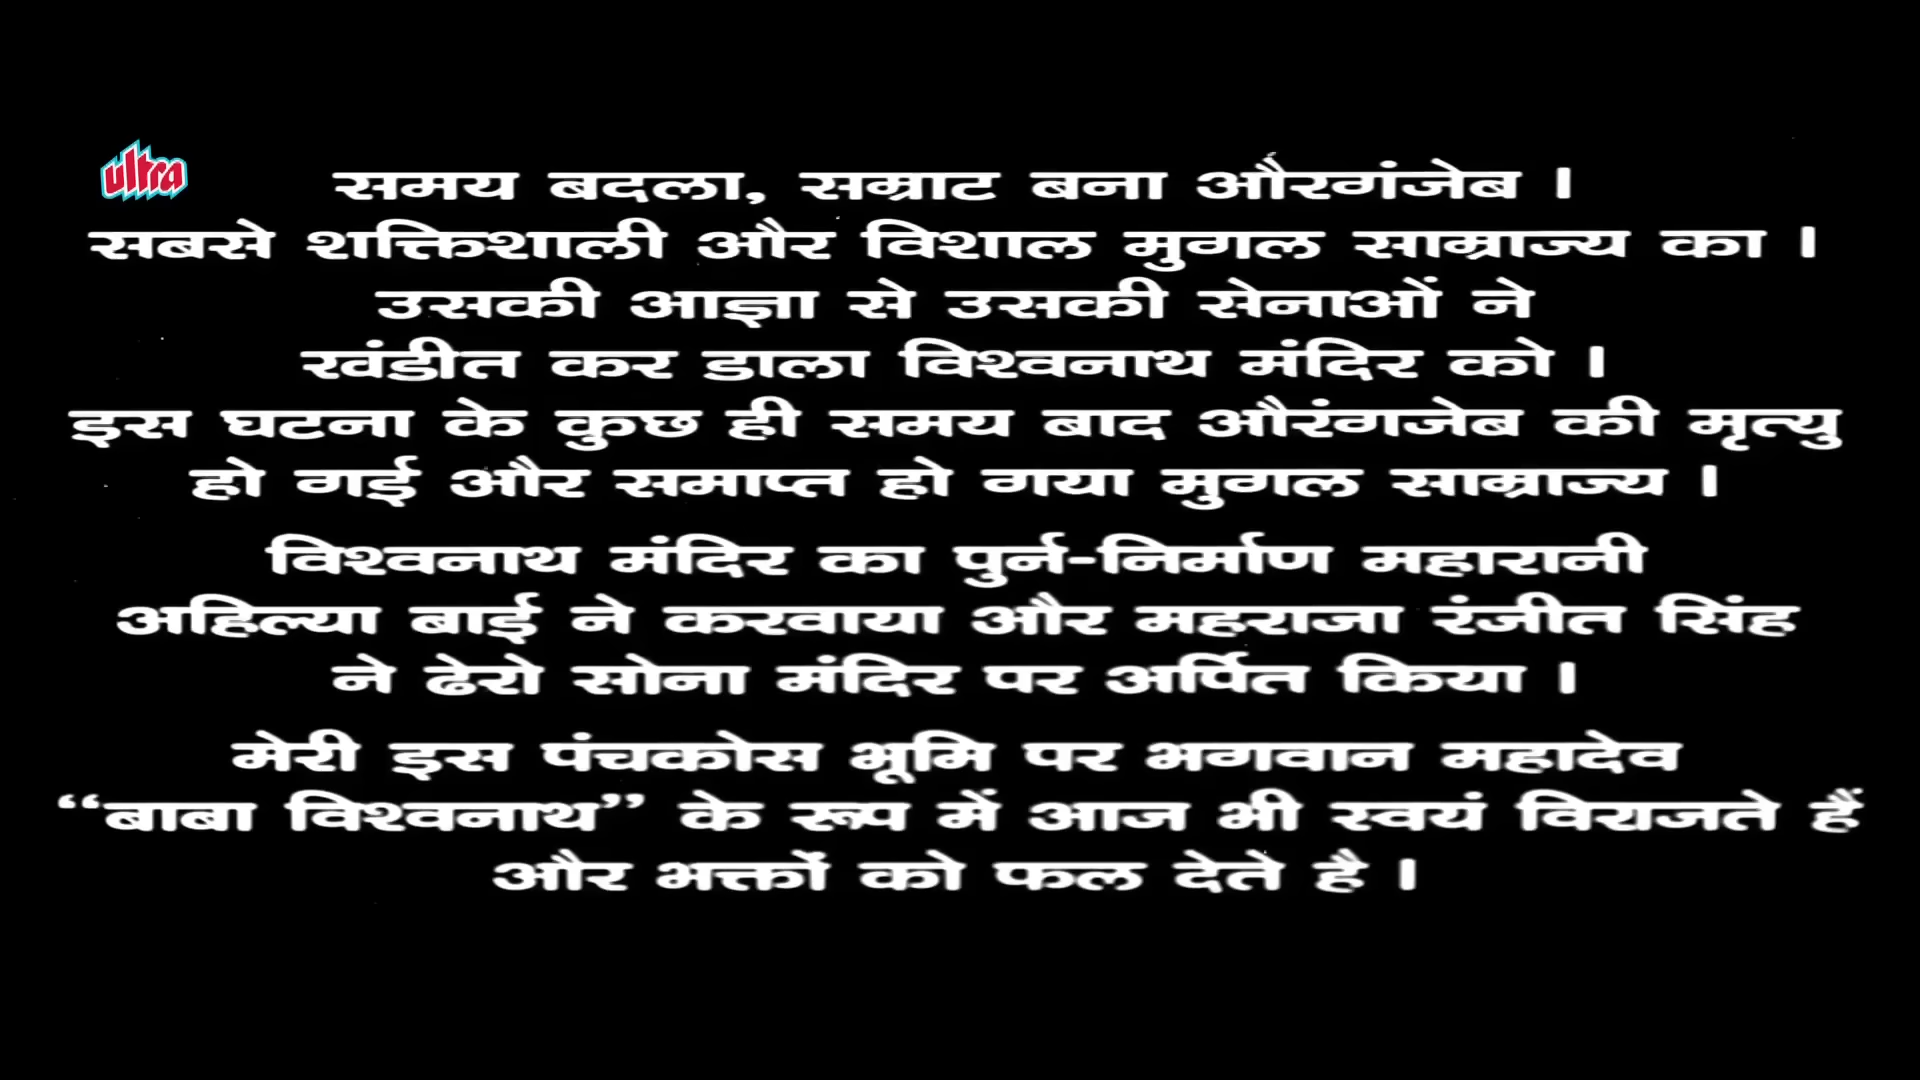 ultra
समय बदला, सम्राट बना औरगंजेब ।
सबसे शक्तिशाली और विशाल मुगल साम्राज्य का ।
उसकी आज्ञा से उसकी सेनाओं ने
खंडीत कर डाला विश्वनाथ मंदिर को ।
इस घटना के कुछ ही समय बाद औरंगजेब की मृत्यु
हो गई और समाप्त हो गया मुगल साम्राज्य ।
विश्वनाथ मंदिर का पुर्न-निर्माण महारानी
अहिल्या बाई ने करवाया और महराजा रंजीत सिंह
ने ढेरो सोना मंदिर पर अर्पित किया ।
मेरी इस पंचकोस भूमि पर भगवान महादेव
“बाबा विश्वनाथ” के रूप में आज भी स्वयं विराजते हैं
और भक्तों को फल देते है ।